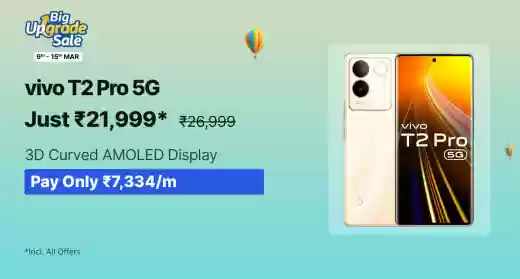 Big
Upgrade
Sale
9th - 15th MAR
vivo T2 Pro 5G
Just ₹21,999* ₹26,999
3D Curved AMOLED Display
Pay Only ₹7,334/m
*Incl. All Offers
vivo
T2 Pro
5G